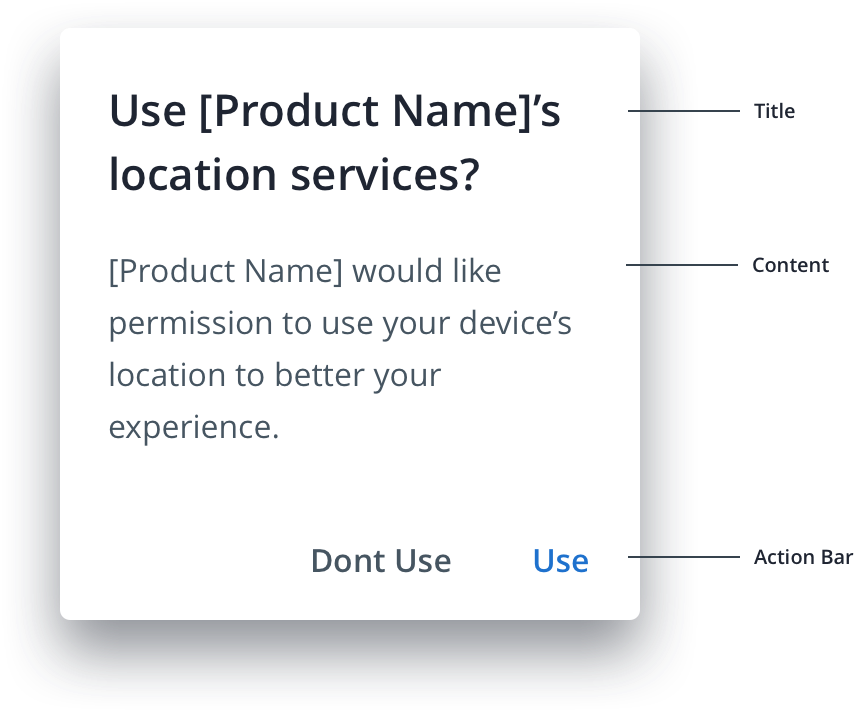 Use [Product Name]’s
location services?
Title
[Product Name] would like
permission to use your device’s
location to better your
experience.
Content
Dont Use
Use
Action Bar